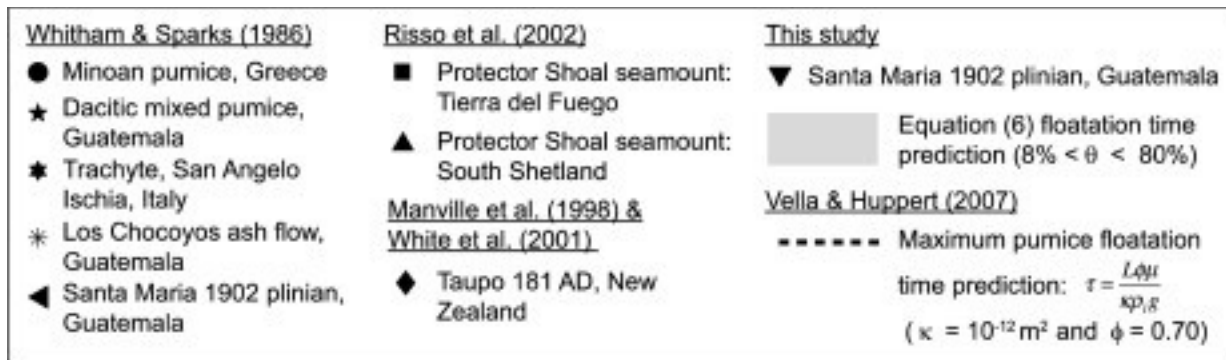 Whitham & Sparks (1986)
Minoan pumice, Greece
Dacitic mixed pumice,
Guatemala
Trachyte, San Angelo
Ischia, Italy
Los Chocoyos ash flow,
Guatemala
Santa Maria 1902 plinian,
Guatemala
Risso et al. (2002)
Protector Shoal seamount:
Tierra del Fuego
Protector Shoal seamount:
South Shetland
Manville et al. (1998) &
White et al. (2001)
Taupo 181 AD, New
Zealand
This study
Santa Maria 1902 plinian, Guatemala
Equation (6) floatation time
prediction (8% < θ < 80%)
Vella & Huppert (2007)
Maximum pumice floatation
time prediction: τ = Lϕμ / κρ_l g
( κ = 10⁻¹² m² and ϕ = 0.70)